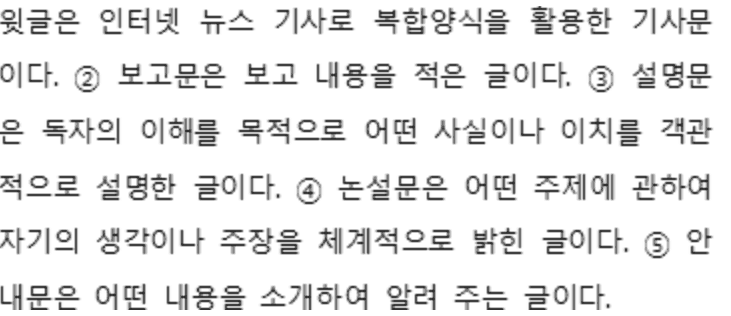 윗글은 인터넷 뉴스 기사로 복합양식을 활용한 기사문
이다. ② 보고문은 보고 내용을 적은 글이다. ③ 설명문
은 독자의 이해를 목적으로 어떤 사실이나 이치를 객관
적으로 설명한 글이다. ④ 논설문은 어떤 주제에 관하여
자기의 생각이나 주장을 체계적으로 밝힌 글이다. ⑤ 안
내문은 어떤 내용을 소개하여 알려 주는 글이다.